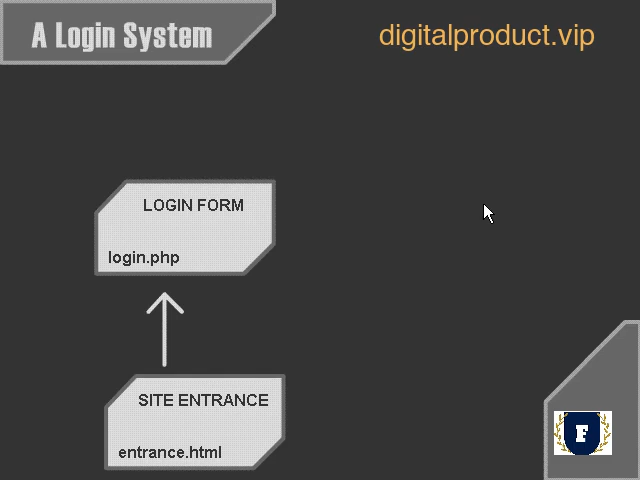 A Login System
digitalproduct.vip
LOGIN FORM
login.php
SITE ENTRANCE
entrance.html
F